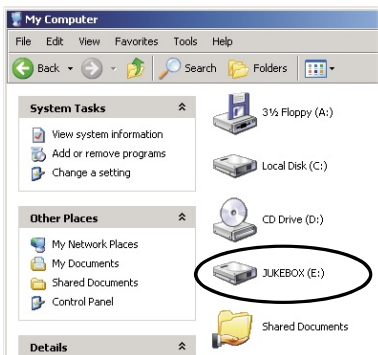 My Computer
File Edit View Favorites Tools Help
Back Search Folders
System Tasks
View system information
Add or remove programs
Change a setting
Other Places
My Network Places
My Documents
Shared Documents
Control Panel
Details
3½ Floppy (A:)
Local Disk (C:)
CD Drive (D:)
JUKEBOX (E:)
Shared Documents